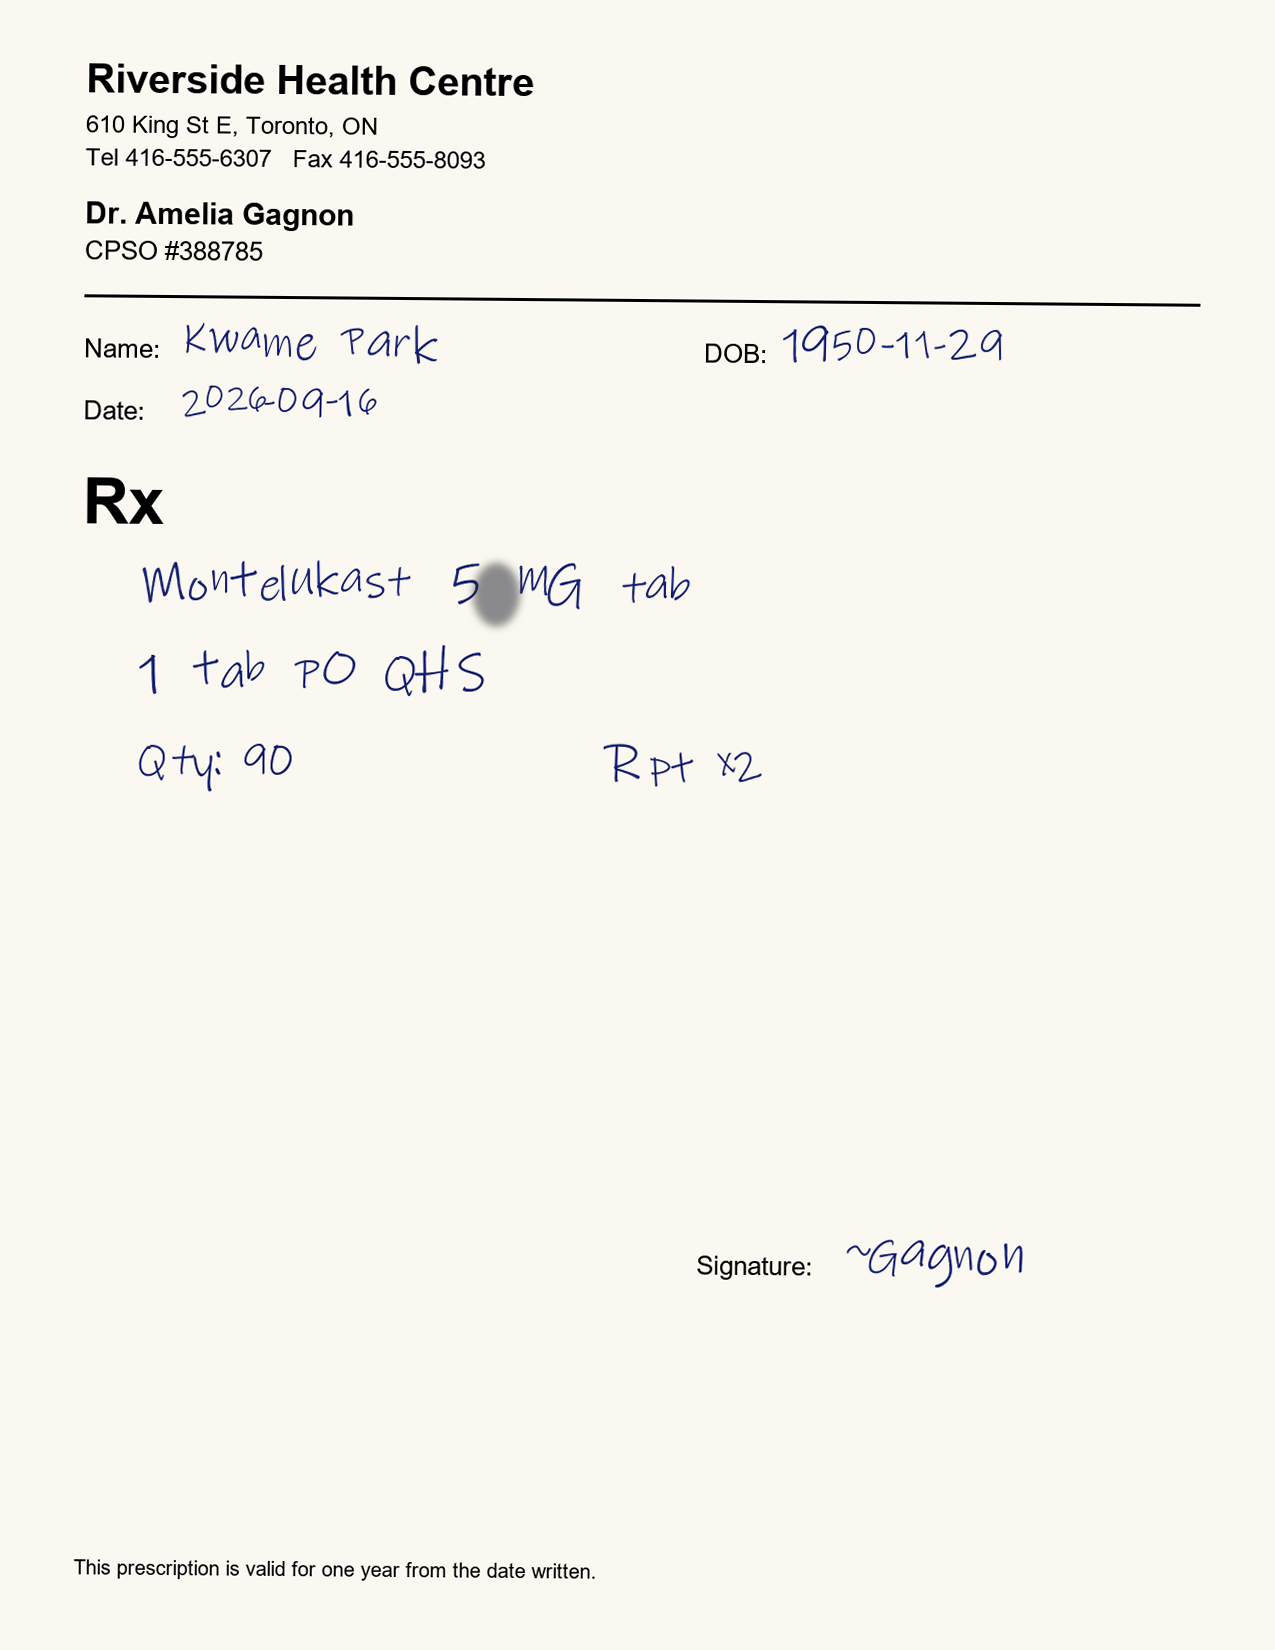 Riverside Health Centre
610 King St E, Toronto, ON
Tel 416-555-6307 Fax 416-555-8093
Dr. Amelia Gagnon
CPSO #388785
Name: Kwame Park DOB: 1950-11-29
Date: 2026-09-16
Rx
Montelukast mG tab
1 tab PO QHS
Qty: 90 Rpt x2
Signature: ~Gagnon
This prescription is valid for one year from the date written.